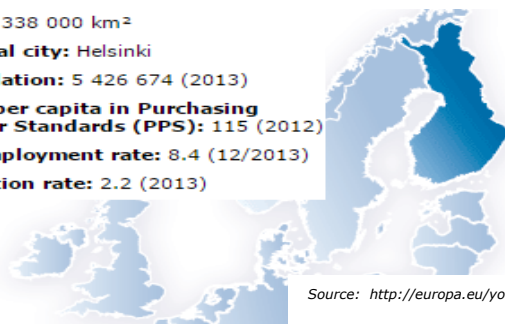 338 000 km²
al city: Helsinki
ation: 5 426 674 (2013)
per capita in Purchasing
r Standards (PPS): 115 (2012)
ployment rate: 8.4 (12/2013)
tion rate: 2.2 (2013)
Source: http://europa.eu/yo